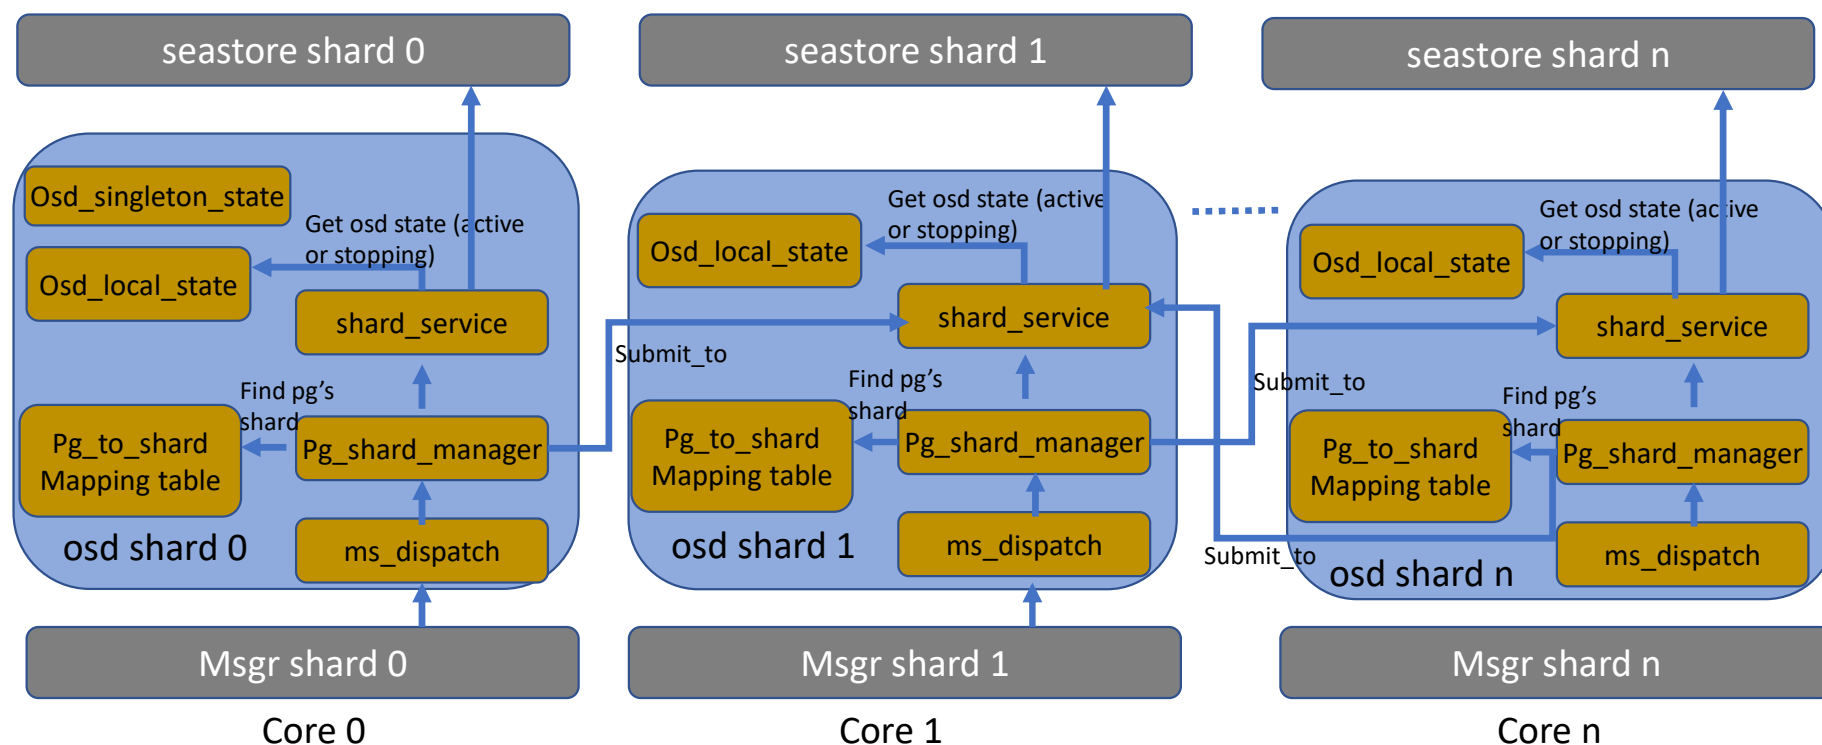 seastore shard 0
seastore shard 1
seastore shard n
Osd_singleton_state
Get osd state (active
or stopping)
Osd_local_state
shard_service
Submit_to
Find pg's
shard
Pg_to_shard
Mapping table
Pg_shard_manager
osd shard 0
ms_dispatch
Get osd state (active
or stopping)
Osd_local_state
shard_service
Submit_to
Find pg's
shard
Pg_to_shard
Mapping table
Pg_shard_manager
osd shard 1
ms_dispatch
Submit_to
Get osd state (active
or stopping)
Osd_local_state
shard_service
Find pg's
shard
Pg_to_shard
Mapping table
Pg_shard_manager
osd shard n
ms_dispatch
Msgr shard 0
Msgr shard 1
Msgr shard n
Core 0
Core 1
Core n